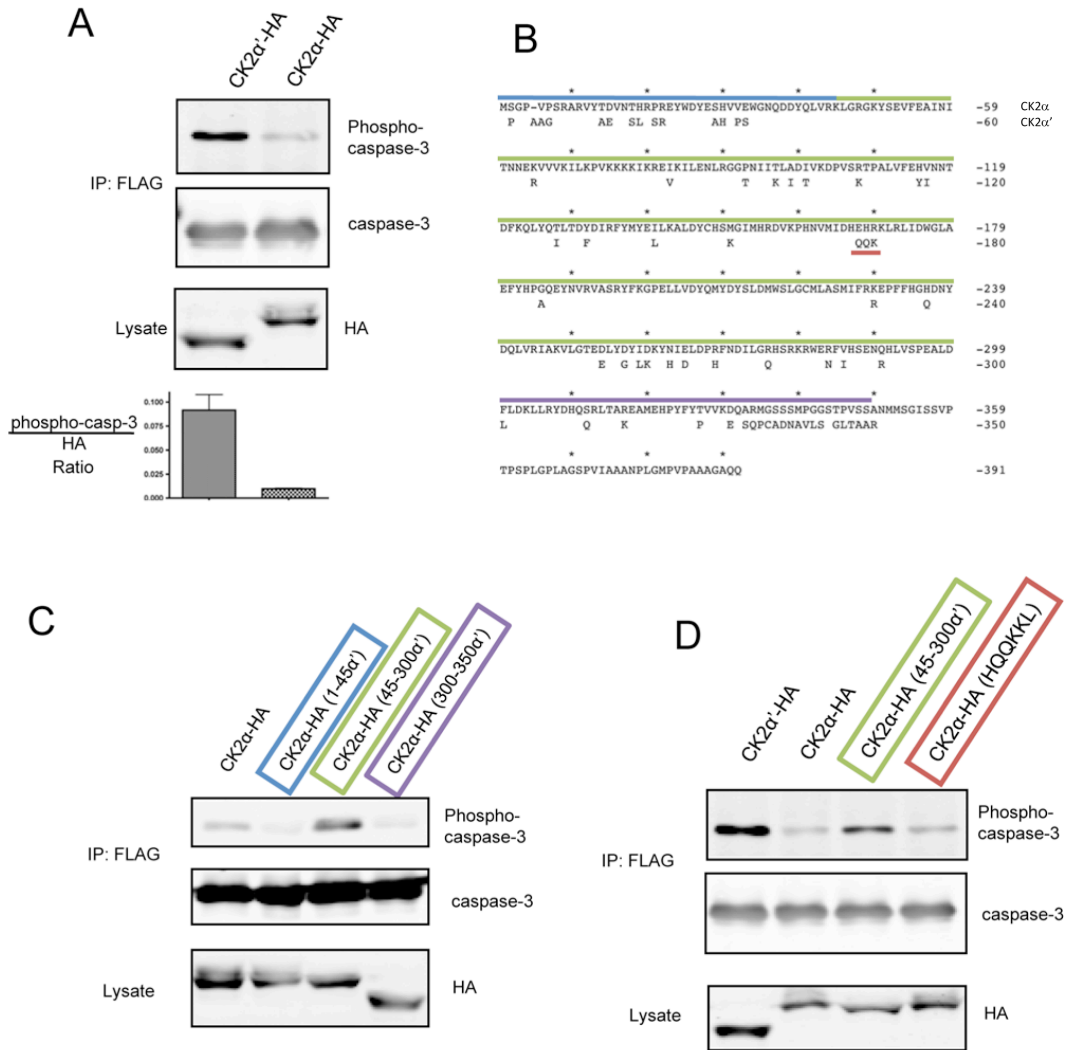 A
CK2α'-HA
CK2α-HA
Phospho-
caspase-3
IP: FLAG
caspase-3
Lysate
HA
phospho-casp-3
HA
Ratio
0.100
0.075
0.050
0.025
0.000
B
* * * * * *
MSGP-VPSRARVYTDVNTHRPREYWDYESHVVEWGNQDDYQLVRKLGRGKYSEVFEAINI -59 CK2α
P AAG AE SL SR AH PS -60 CK2α'
* * * * * *
TNNEKVVVKILKPVKKKKIKREIKILENLRGGPNIITLADIVKDPVSRTPALVFEHVNNT -119
R V T K I T K YI -120
* * * * * *
DFKQLYQTLTDYDIRFYMYEILKALDYCHSMGIMHRDVKPHNVMIDHEHRKLRLIDWGLA -179
I F L K QQK -180
* * * * * *
EFYHPGQEYNVRVASRYFKGPELLVDYQMYDYSLDMWSLGCMLASMIFRKEPFFHGHDNY -239
A R Q -240
* * * * * *
DQLVRIAKVLGTEDLYDYIDKYNIELDPRFNDILGRHSRKRWERFVHSENQHLVSPEALD -299
E G LK N D H Q N I R -300
* * * * * *
FLDKLLRYDHQSRLTAREAMEHPYFYTVVKDQARMGSSSMPGGSTPVSSANMMSGISSVP -359
L S K P E SQPCADNAVLS GLTAAR -350
* * *
TPSPLGPLAGSPVIAAANPLGMPVPAAAGAQQ -391
C
CK2α-HA
CK2α-HA (1-45α')
CK2α-HA (45-300α')
CK2α-HA (300-350α')
Phospho-
caspase-3
IP: FLAG
caspase-3
Lysate
HA
D
CK2α'-HA
CK2α-HA
CK2α-HA (45-300α')
CK2α-HA (HQQKKL)
Phospho-
caspase-3
IP: FLAG
caspase-3
Lysate
HA